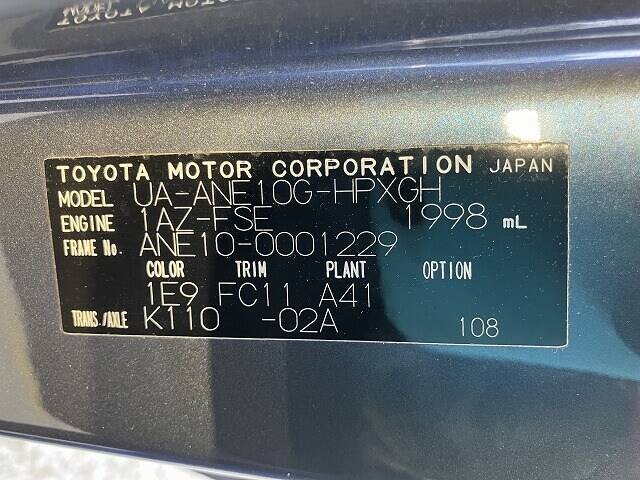 TOYOTA MOTOR CORPORATION JAPAN
MODEL UA-ANE10G-HPXGH
ENGINE 1AZ-FSE 1998 mL
FRAME No. ANE10-0001229
COLOR TRIM PLANT OPTION
1E9 FC11 A41
TRANS./AXLE K110 -02A 108